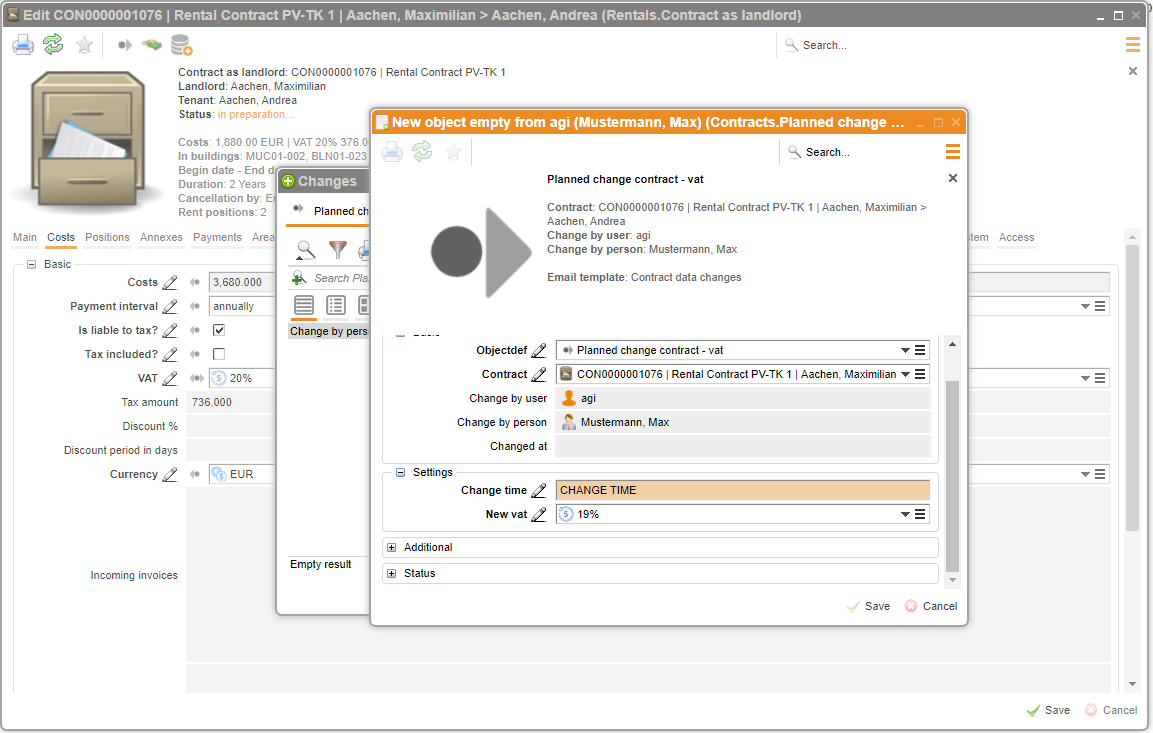 Edit CON0000001076 | Rental Contract PV-TK 1 | Aachen, Maximilian > Aachen, Andrea (Rentals.Contract as landlord)
Search...
Contract as landlord: CON0000001076 | Rental Contract PV-TK 1
Landlord: Aachen, Maximilian
Tenant: Aachen, Andrea
Status: in preparation...
Costs: 1,880.00 EUR | VAT 20% 376.0
In buildings: MUC01-002, BLN01-023
Begin date - End d
Duration: 2 Years
Cancellation by: E
Rent positions: 2
Main Costs Positions Annexes Payments Area
stem Access
Basic
Costs 3,680.000
Payment interval annually
Is liable to tax?
Tax included?
VAT 20%
Tax amount 736.000
Discount %
Discount period in days
Currency EUR
Incoming invoices
Save Cancel
Changes
Planned ch
Search Pla
Change by pers
Empty result
New object empty from agi (Mustermann, Max) (Contracts.Planned change ...
Search...
Planned change contract - vat
Contract: CON0000001076 | Rental Contract PV-TK 1 | Aachen, Maximilian >
Aachen, Andrea
Change by user: agi
Change by person: Mustermann, Max
Email template: Contract data changes
Basic
Objectdef Planned change contract - vat
Contract CON0000001076 | Rental Contract PV-TK 1 | Aachen, Maximilian
Change by user agi
Change by person Mustermann, Max
Changed at
Settings
Change time CHANGE TIME
New vat 19%
Additional
Status
Save Cancel